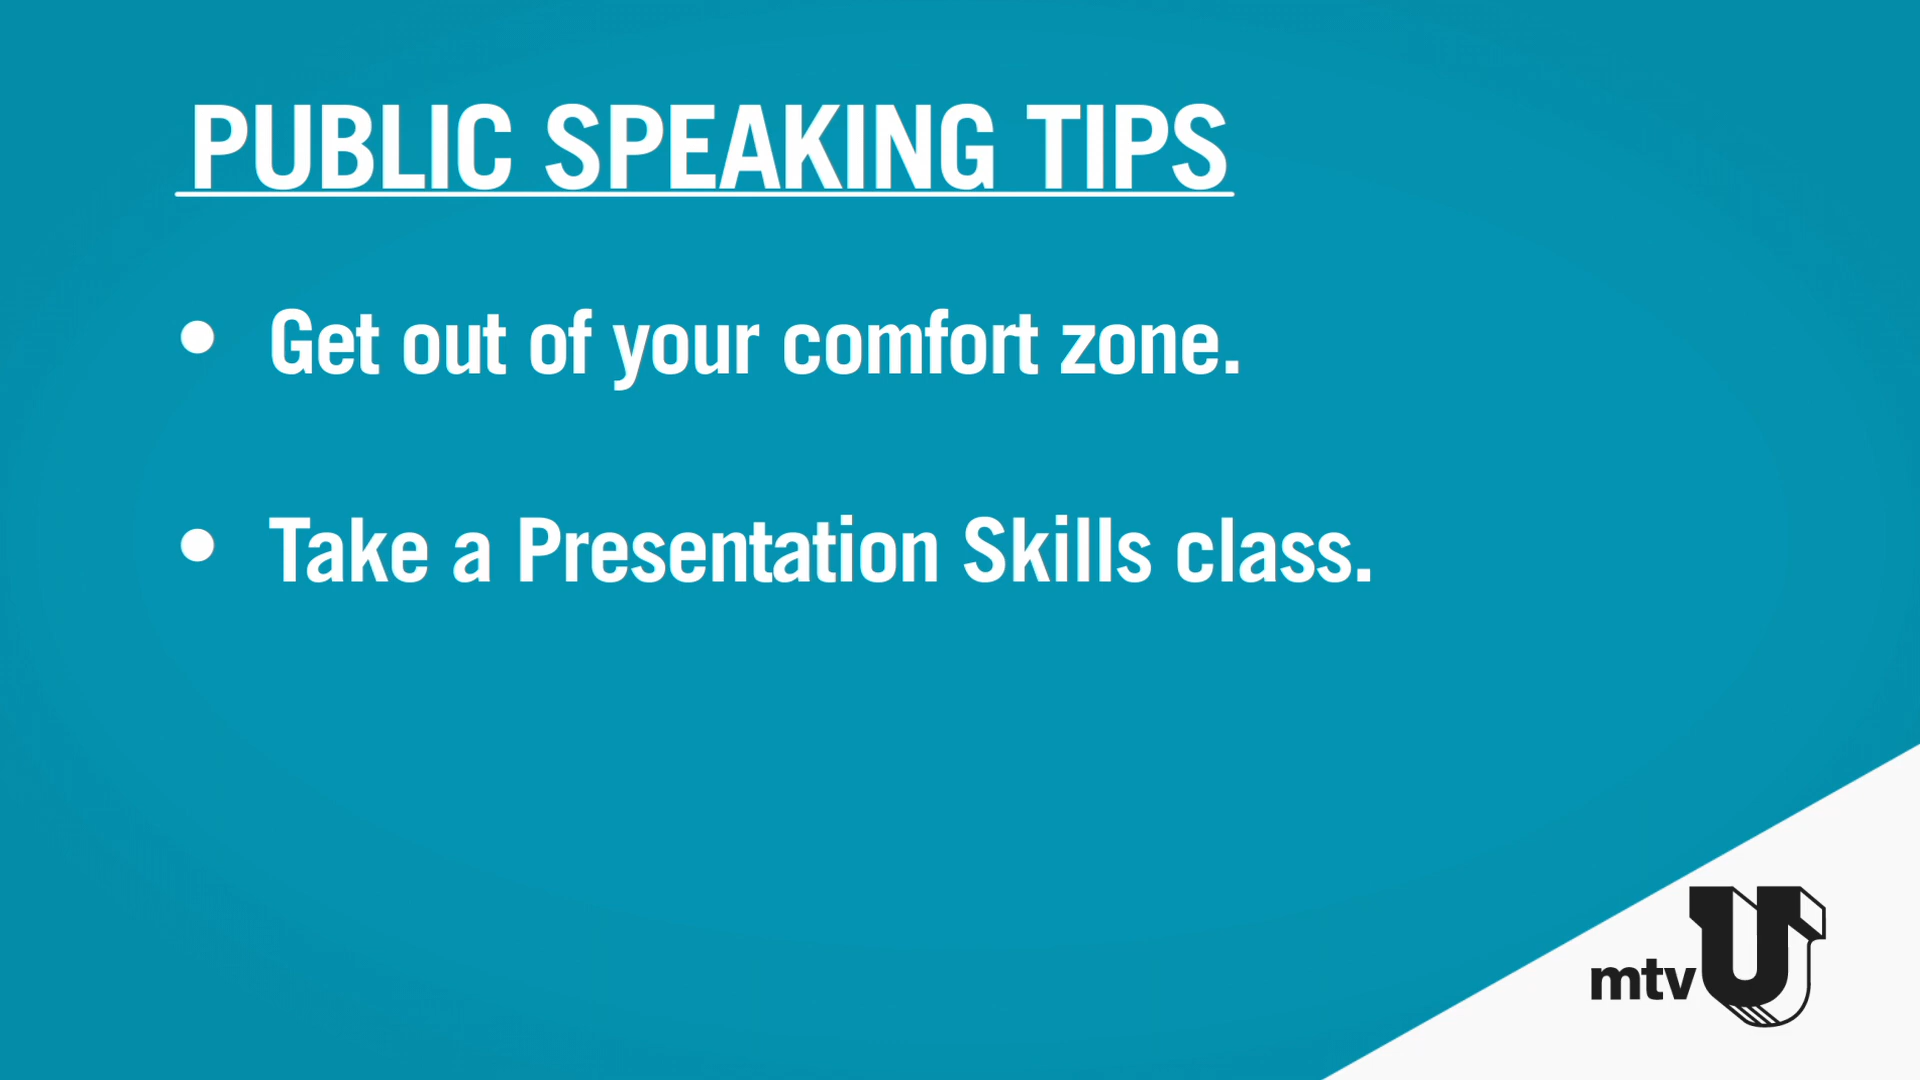 PUBLIC SPEAKING TIPS
• Get out of your comfort zone.
• Take a Presentation Skills class.
mtvU